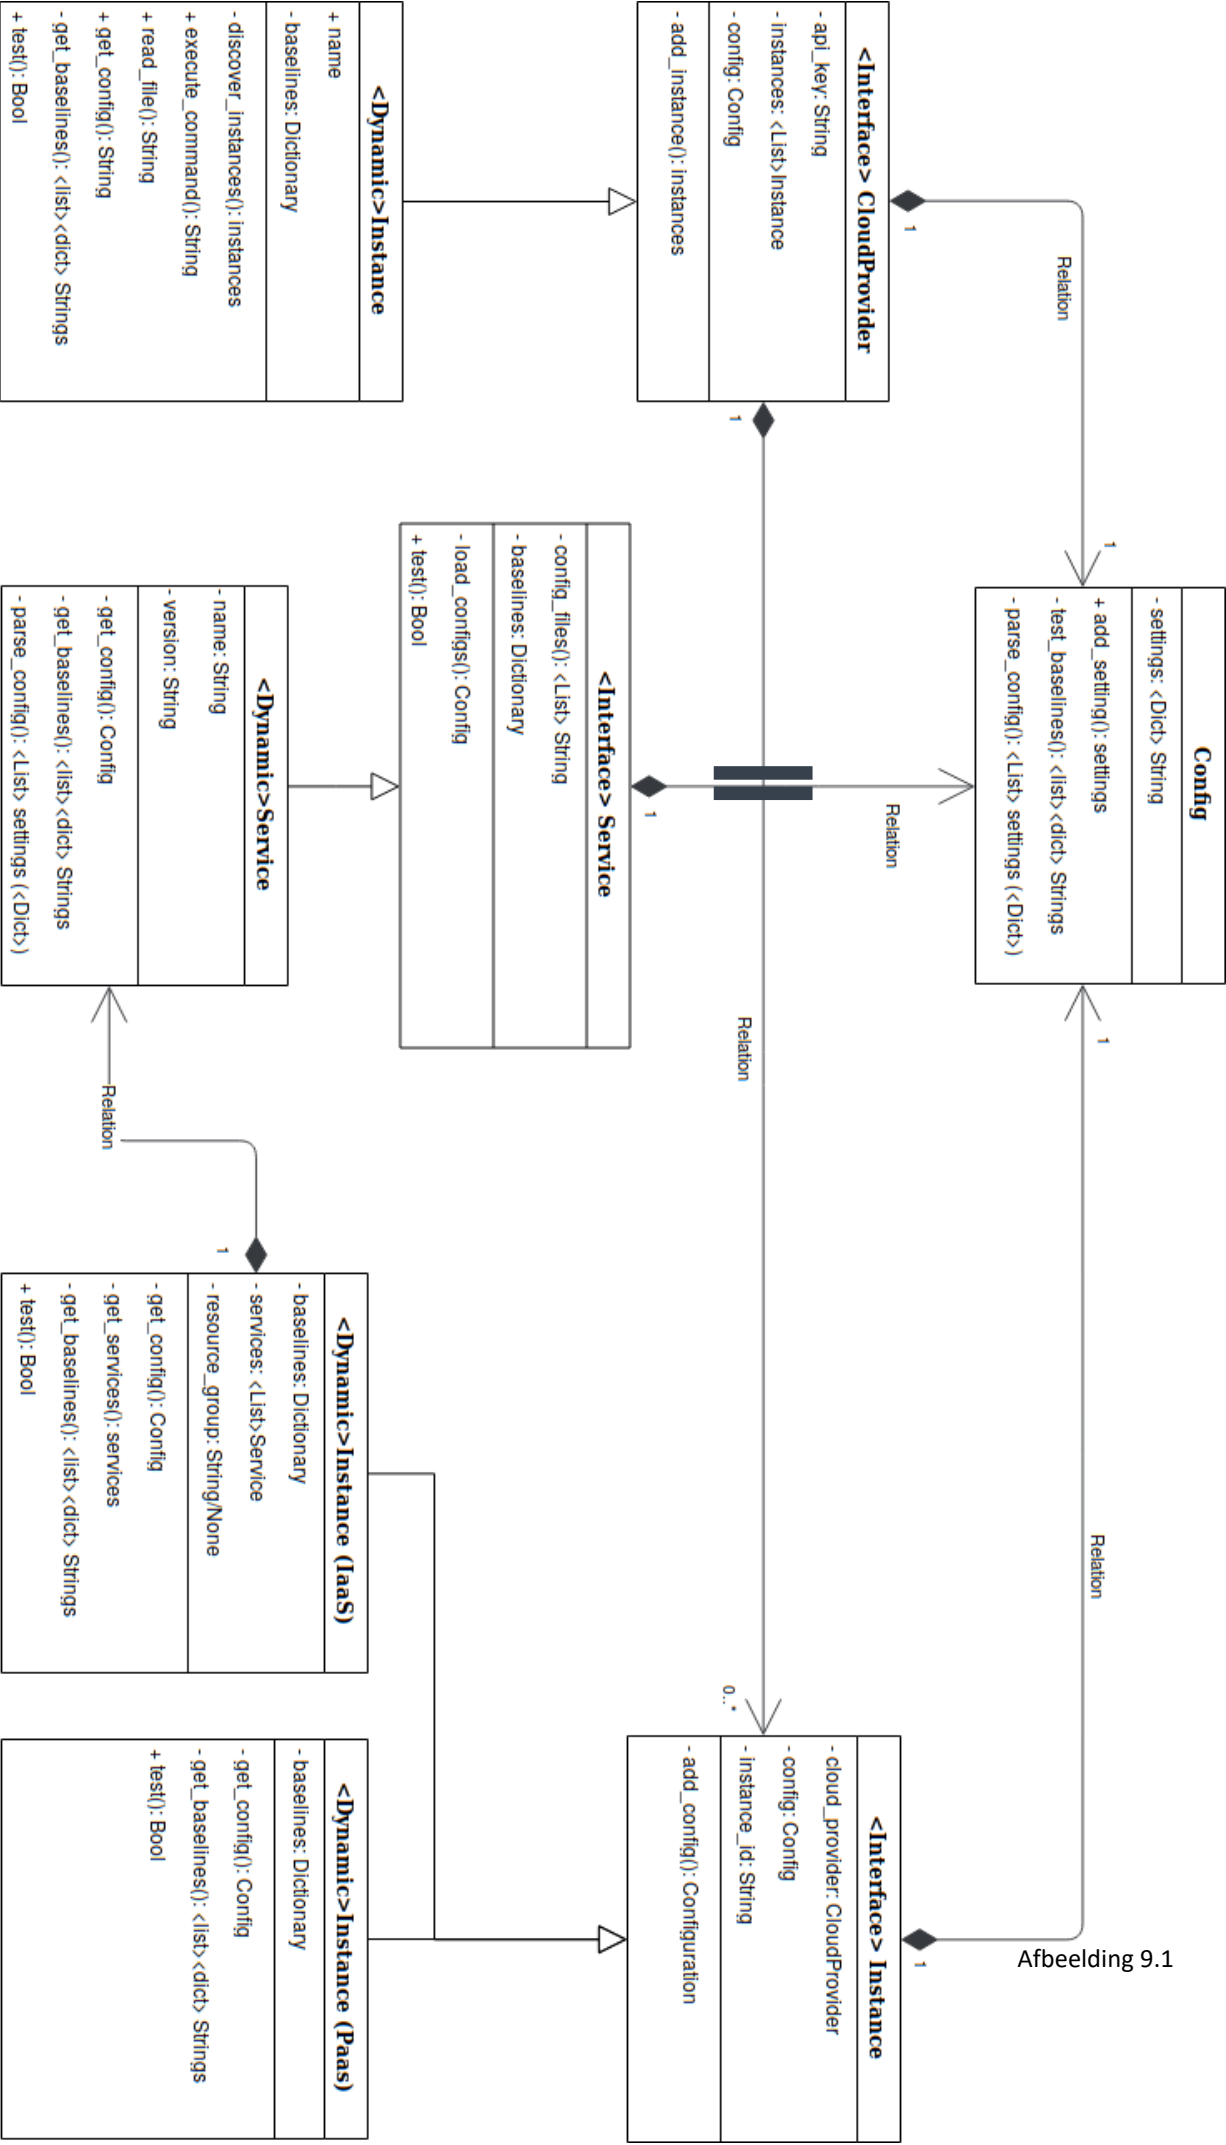 <Interface> CloudProvider
- api_key: String
- instances: <List>Instance
- config: Config
- add_instance(): instances
1
Relation
1
Config
- settings: <Dict> String
+ add_setting(): settings
- test_baselines(): <list><dict> Strings
- parse_config(): <List> settings (<Dict>)
1
Relation
1
<Interface> Instance
- cloud_provider: CloudProvider
- config: Config
- instance_id: String
- add_config(): Configuration
1
Relation
0..*
Relation
1
<Interface> Service
- config_files(): <List> String
- baselines: Dictionary
- load_configs(): Config
+ test(): Bool
<Dynamic>Instance
+ name
- baselines: Dictionary
- discover_instances(): instances
+ execute_command(): String
+ read_file(): String
+ get_config(): String
- get_baselines(): <list><dict> Strings
+ test(): Bool
<Dynamic>Service
- name: String
- version: String
- get_config(): Config
- get_baselines(): <list><dict> Strings
- parse_config(): <List> settings (<Dict>)
Relation
1
<Dynamic>Instance (IaaS)
- baselines: Dictionary
- services: <List>Service
- resource_group: String/None
- get_config(): Config
- get_services(): services
- get_baselines(): <list><dict> Strings
+ test(): Bool
<Dynamic>Instance (Paas)
- baselines: Dictionary
- get_config(): Config
- get_baselines(): <list><dict> Strings
+ test(): Bool
Afbeelding 9.1